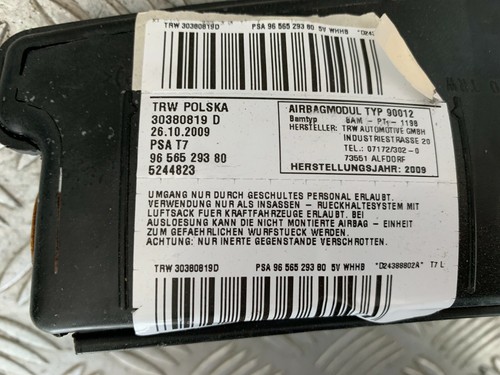 TRW 30380819D PSA 96 565 293 80 5V WHHB
TRW POLSKA
30380819 D
26.10.2009
PSA T7
96 565 293 80
5244823
AIRBAGMODUL TYP 90012
Bamtyp BAM - PT1 - 1198
HERSTELLER: TRW AUTOMOTIVE GMBH
INDUSTRIESTRASSE 20
TEL.: 07172/302 -0
73551 ALFDORF
HERSTELLUNGSJAHR: 2009
UMGANG NUR DURCH GESCHULTES PERSONAL ERLAUBT.
VERWENDUNG NUR ALS INSASSEN - RUECKHALTESYSTEM MIT
LUFTSACK FUER KRAFTFAHRZEUGE ERLAUBT. BEI
AUSLOESUNG KANN DIE NICHT MONTIERTE AIRBAG - EINHEIT
ZUM GEFAEHRLICHEN WURFSTUECK WERDEN.
ACHTUNG: NUR INERTE GEGENSTANDE VERSCHROTTEN.
TRW 30380819D PSA 96 565 293 80 5V WHHB *D24388802A* T7 L